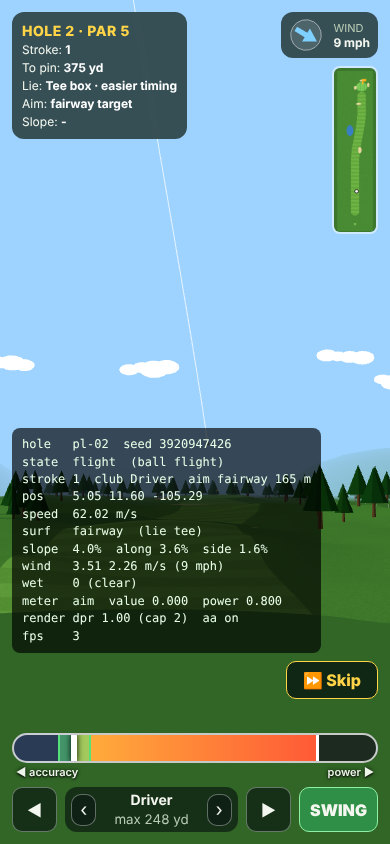 HOLE 2 · PAR 5
Stroke: 1
To pin: 375 yd
Lie: Tee box · easier timing
Aim: fairway target
Slope: -
WIND
9 mph
hole pl-02 seed 3920947426
state flight (ball flight)
stroke 1 club Driver aim fairway 165 m
pos 5.05 11.60 -105.29
speed 62.02 m/s
surf fairway (lie tee)
slope 4.0% along 3.6% side 1.6%
wind 3.51 2.26 m/s (9 mph)
wet 0 (clear)
meter aim value 0.000 power 0.800
render dpr 1.00 (cap 2) aa on
fps 3
⏩ Skip
◀ accuracy
power ▶
◀
‹
Driver
max 248 yd
›
▶
SWING